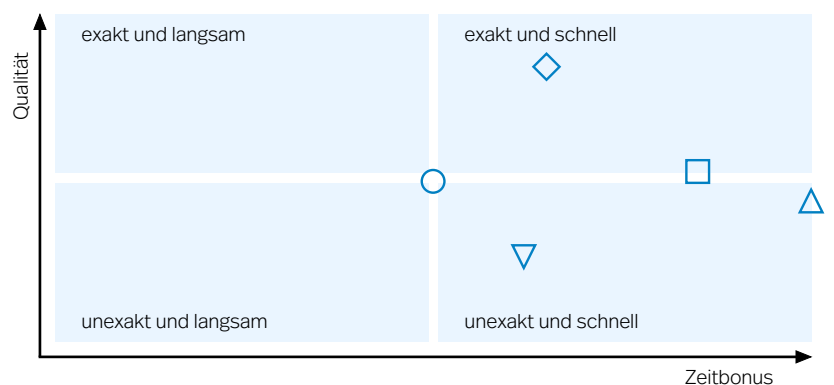 exakt und langsam
exakt und schnell
Qualität
unexakt und langsam
unexakt und schnell
Zeitbonus